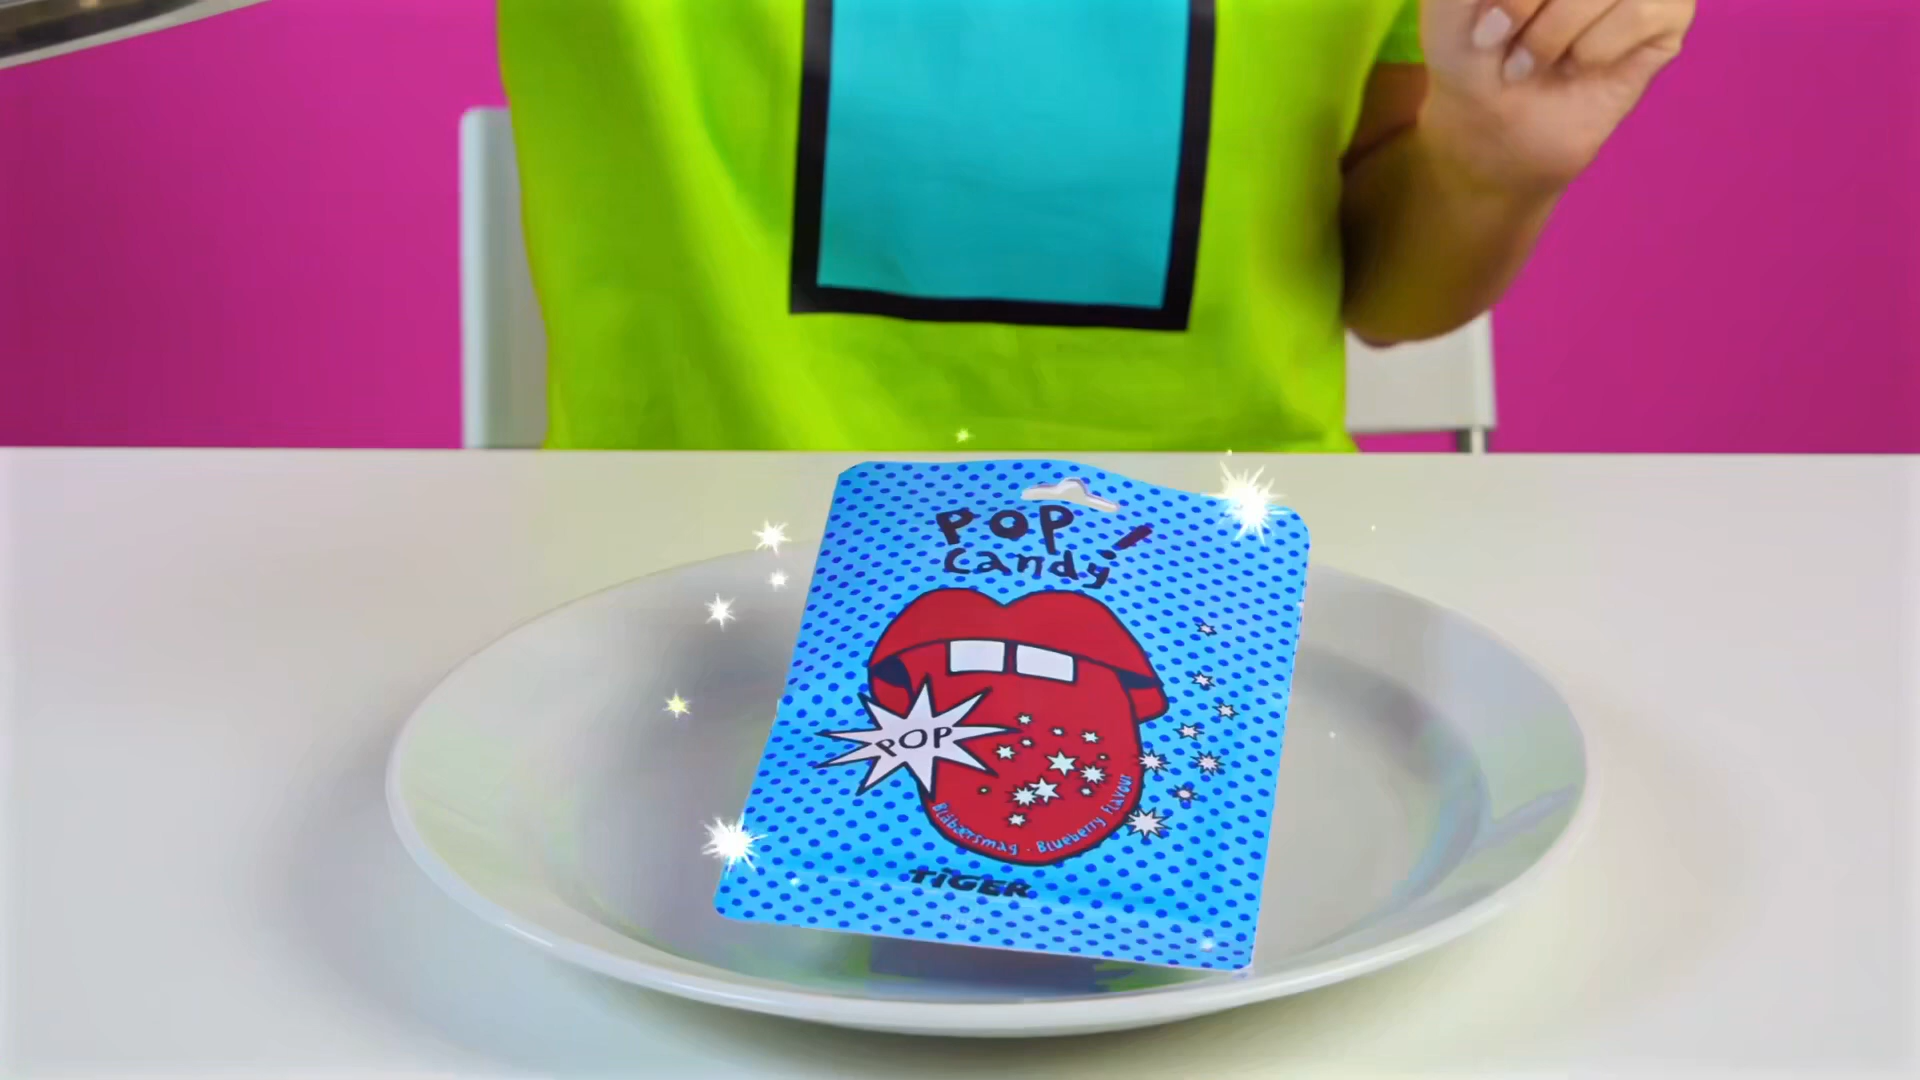 POP!
Candy
POP
Blåbærsmag · Blueberry flavour
TiGER